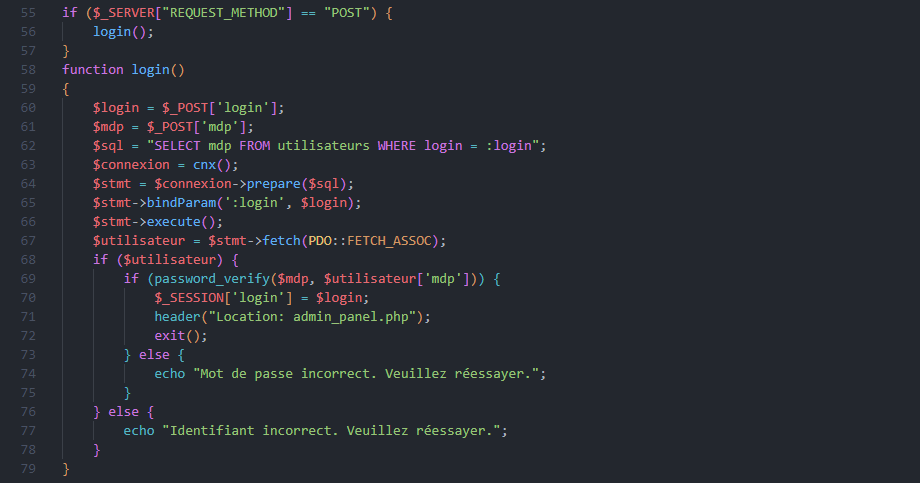 55 if ($_SERVER["REQUEST_METHOD"] == "POST") {
56 login();
57 }
58 function login()
59 {
60 $login = $_POST['login'];
61 $mdp = $_POST['mdp'];
62 $sql = "SELECT mdp FROM utilisateurs WHERE login = :login";
63 $connexion = cnx();
64 $stmt = $connexion->prepare($sql);
65 $stmt->bindParam(':login', $login);
66 $stmt->execute();
67 $utilisateur = $stmt->fetch(PDO::FETCH_ASSOC);
68 if ($utilisateur) {
69 if (password_verify($mdp, $utilisateur['mdp'])) {
70 $_SESSION['login'] = $login;
71 header("Location: admin_panel.php");
72 exit();
73 } else {
74 echo "Mot de passe incorrect. Veuillez réessayer.";
75 }
76 } else {
77 echo "Identifiant incorrect. Veuillez réessayer.";
78 }
79 }